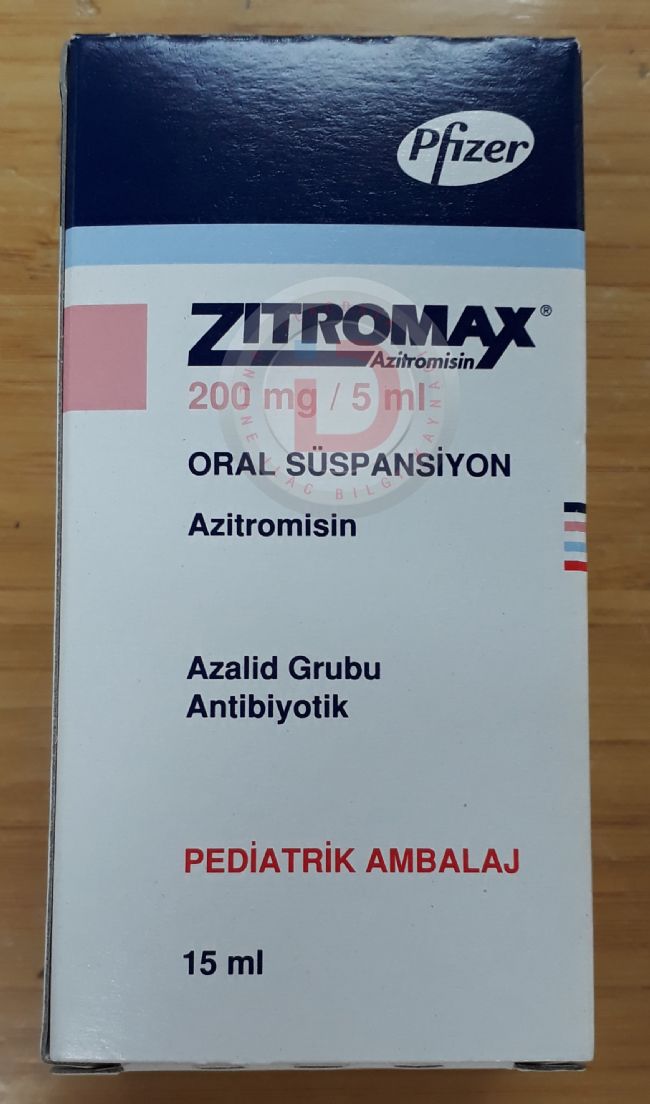 Pfizer
ZITROMAX®
Azitromisin
200 mg / 5 ml
ORAL SÜSPANSİYON
Azitromisin
Azalid Grubu
Antibiyotik
PEDİATRİK AMBALAJ
15 ml